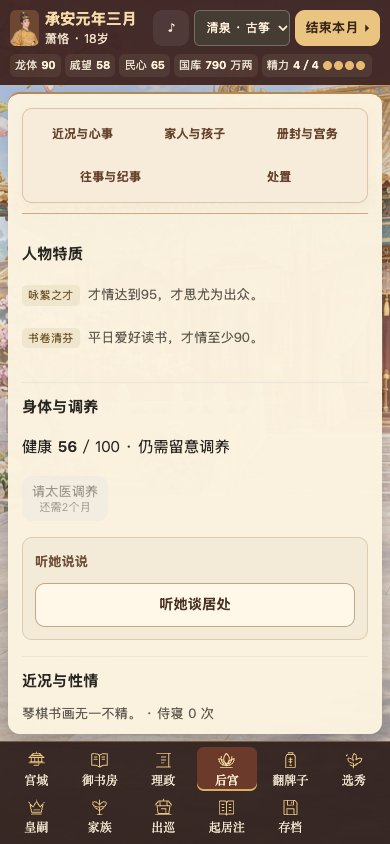 承安元年三月
萧恪 · 18岁
♪
清泉 · 古筝
结束本月
龙体 90 威望 58 民心 65 国库 790 万两 精力 4 / 4
近况与心事 家人与孩子 册封与宫务
往事与纪事 处置
人物特质
咏絮之才 才情达到95，才思尤为出众。
书卷清芬 平日爱好读书，才情至少90。
身体与调养
健康 56 / 100 · 仍需留意调养
请太医调养
还需2个月
听她说说
听她谈居处
近况与性情
琴棋书画无一不精。 · 侍寝 0 次
宫城 御书房 理政 后宫 翻牌子 选秀
皇嗣 家族 出巡 起居注 存档